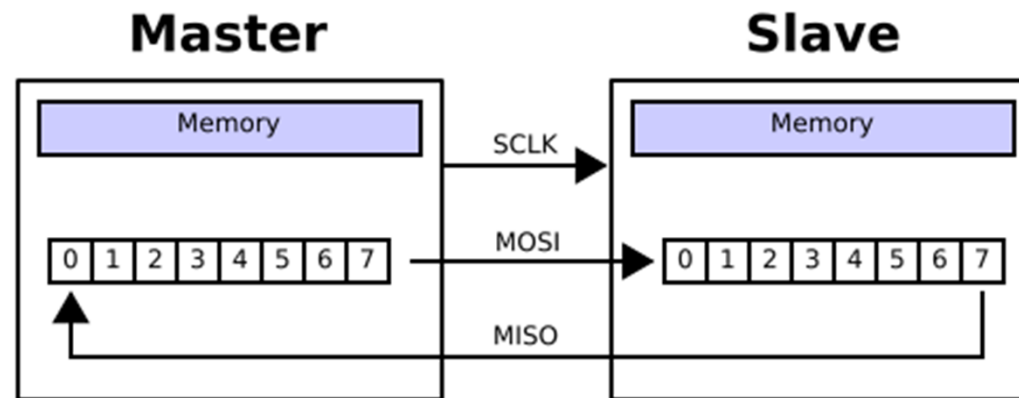 Master Slave
Memory Memory
SCLK
MOSI
0 1 2 3 4 5 6 7 0 1 2 3 4 5 6 7
MISO